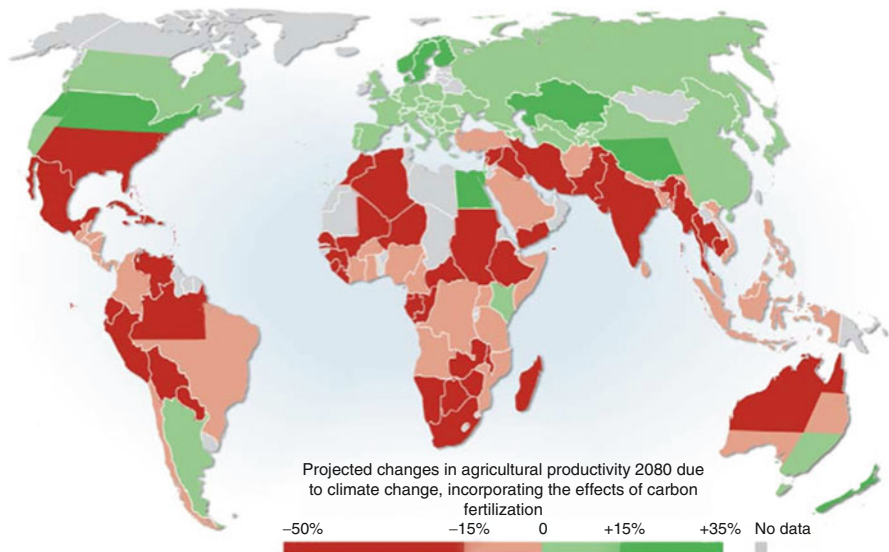 Projected changes in agricultural productivity 2080 due
to climate change, incorporating the effects of carbon
fertilization
–50% –15% 0 +15% +35% No data